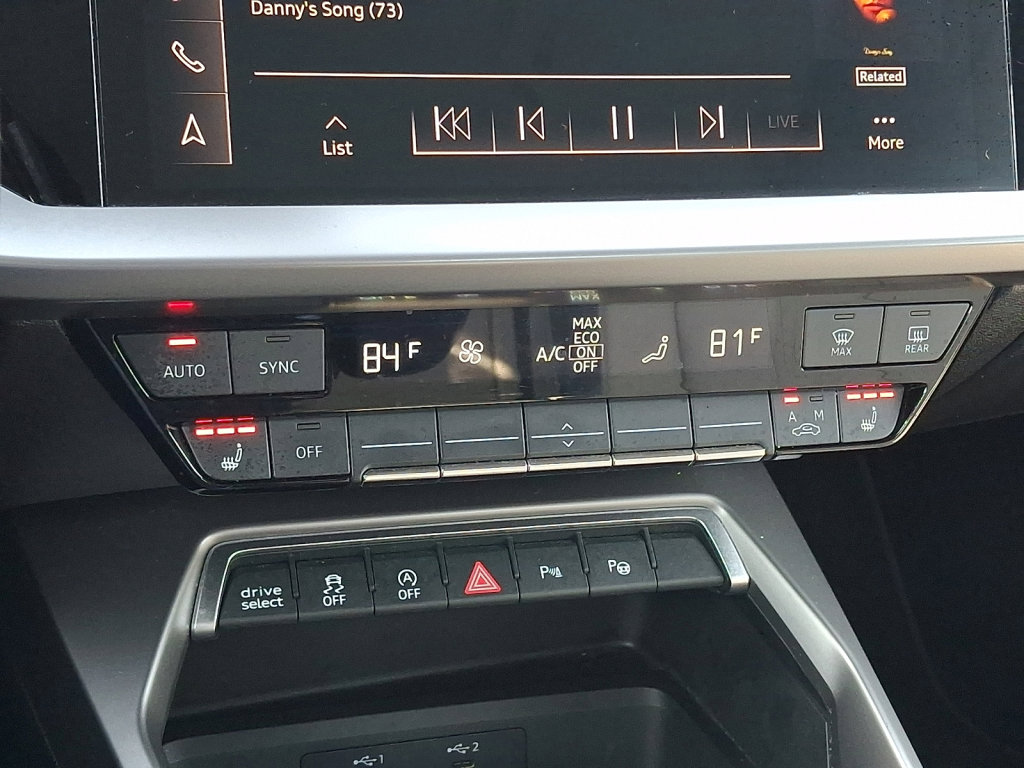 Danny's Song (73)
Related
List
LIVE
More
AUTO
SYNC
84 F
A/C
MAX
ECO
ON
OFF
81 F
MAX
REAR
OFF
A M
drive
select
OFF
A
OFF
P
P
1
2